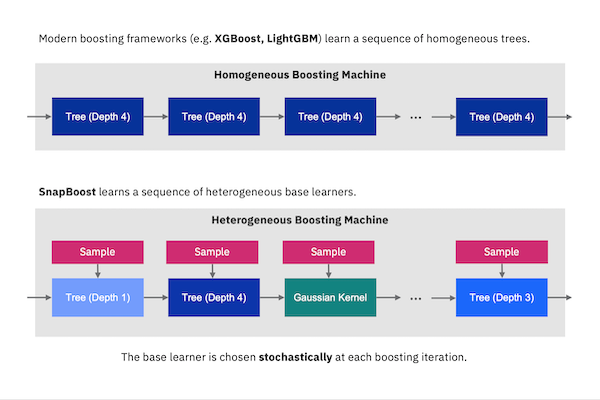 Modern boosting frameworks (e.g. XGBoost, LightGBM) learn a sequence of homogeneous trees.
Homogeneous Boosting Machine
Tree (Depth 4) Tree (Depth 4) Tree (Depth 4) ... Tree (Depth 4)
SnapBoost learns a sequence of heterogeneous base learners.
Heterogeneous Boosting Machine
Sample Sample Sample Sample
Tree (Depth 1) Tree (Depth 4) Gaussian Kernel ... Tree (Depth 3)
The base learner is chosen stochastically at each boosting iteration.